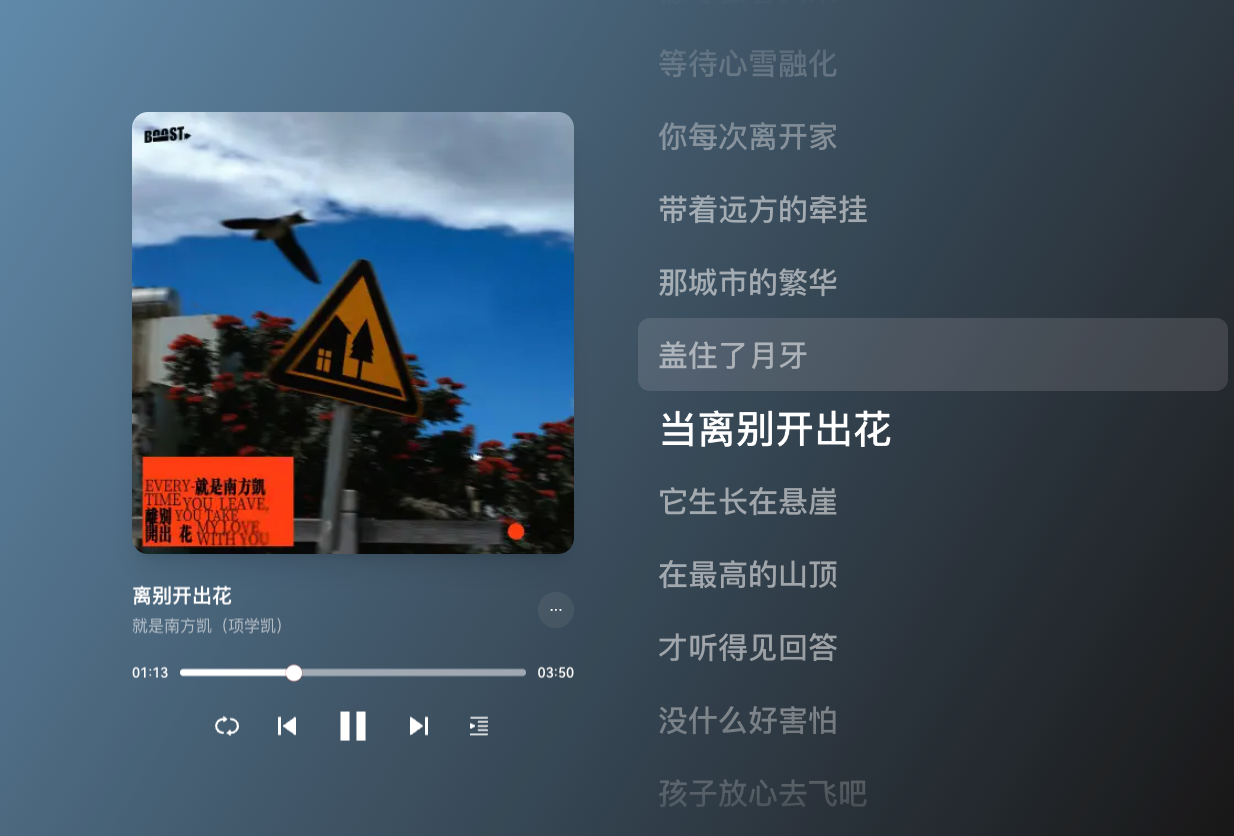 BOOST
EVERY-就是南方凱
TIME YOU LEAVE,
離別 YOU TAKE
開出 花 MY LOVE
WITH YOU
离别开出花
就是南方凯（项学凯）
···
01:13
03:50
等待心雪融化
你每次离开家
带着远方的牵挂
那城市的繁华
盖住了月牙
当离别开出花
它生长在悬崖
在最高的山顶
才听得见回答
没什么好害怕
孩子放心去飞吧